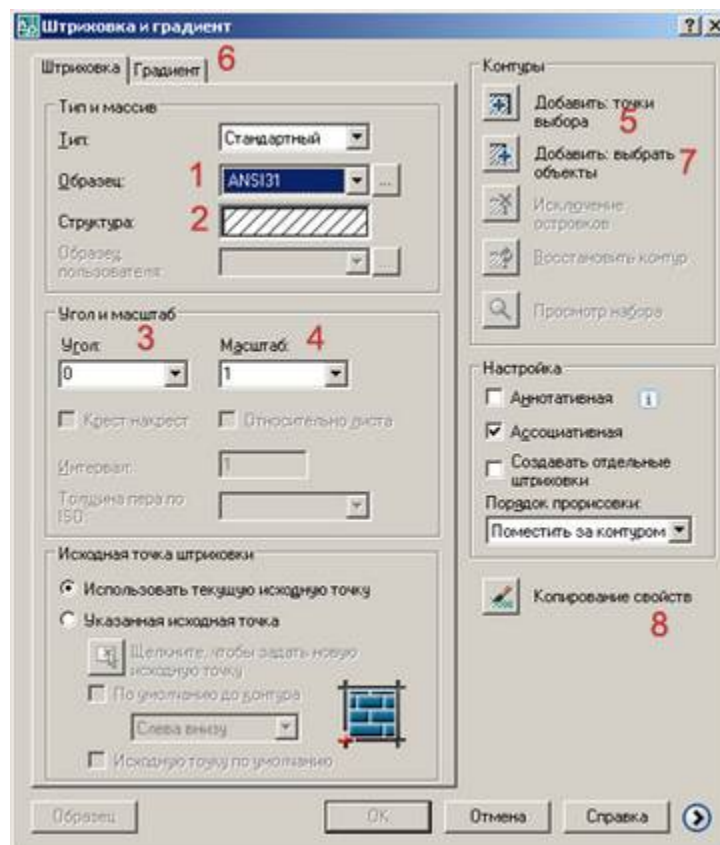 Штриховка и градиент
Штриховка
Градиент
6
Тип и массив
Тип:
Стандартный
Образец:
1
ANSI31
...
Структура:
2
Образец
пользователя:
...
Угол и масштаб
Угол:
3
Масштаб:
4
0
1
Крест-накрест
Относительно листа
Интервал:
1
Толщина пера по
ISO:
Исходная точка штриховки
Использовать текущую исходную точку
Указанная исходная точка
Щелкните, чтобы задать новую
исходную точку
По умолчанию до контура
Слева внизу
Исходную точку по умолчанию
Контуры
Добавить: точки
выбора
5
Добавить: выбрать
объекты
7
Исключение
островков
Восстановить контур
Просмотр набора
Настройка
Аннотативная
Ассоциативная
Создавать отдельные
штриховки
Порядок прорисовки:
Поместить за контуром
Копирование свойств
8
Образец
ОК
Отмена
Справка